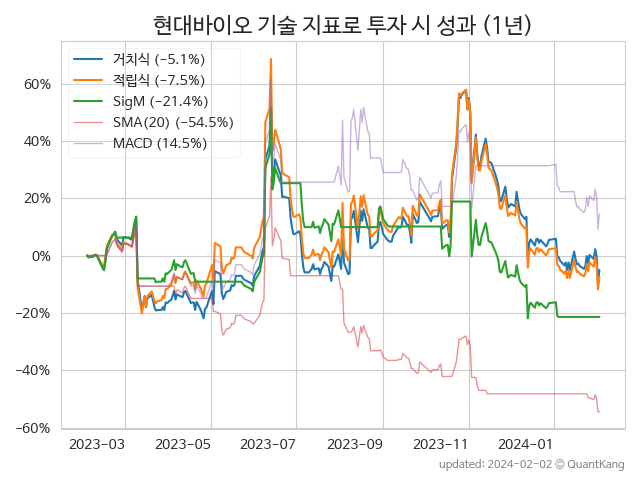 현대바이오 기술 지표로 투자 시 성과 (1년)
거치식 (−5.1%)
적립식 (−7.5%)
SigM (−21.4%)
SMA(20) (−54.5%)
MACD (14.5%)
60%
40%
20%
0%
−20%
−40%
−60%
2023-03 2023-05 2023-07 2023-09 2023-11 2024-01
updated: 2024-02-02 © QuantKang